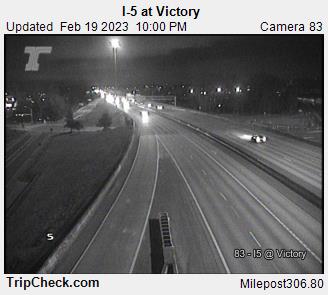 I-5 at Victory
Updated Feb 19 2023 10:00 PM Camera 83
T
S
83 - I5 @ Victory
TripCheck.com Milepost306.80